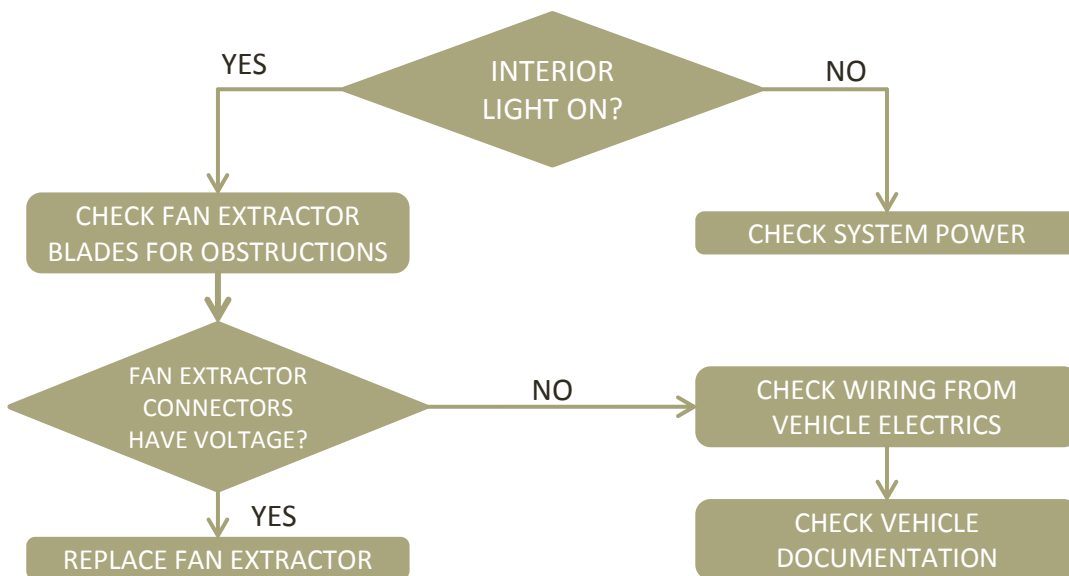 INTERIOR
LIGHT ON?
YES
NO
CHECK FAN EXTRACTOR
BLADES FOR OBSTRUCTIONS
CHECK SYSTEM POWER
FAN EXTRACTOR
CONNECTORS
HAVE VOLTAGE?
NO
CHECK WIRING FROM
VEHICLE ELECTRICS
YES
REPLACE FAN EXTRACTOR
CHECK VEHICLE
DOCUMENTATION